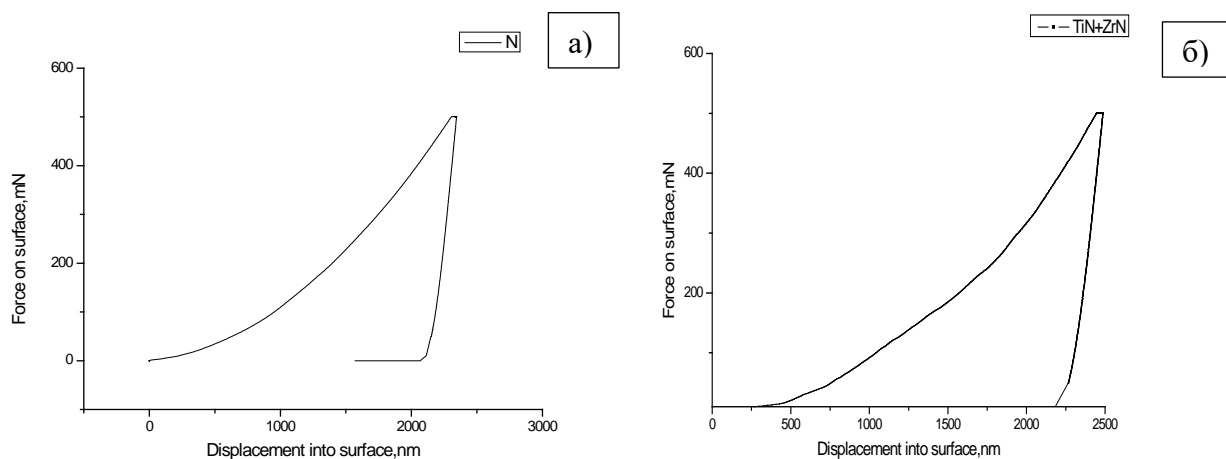 N
а)
600
400
200
0
Force on surface,mN
0
1000
2000
3000
Displacement into surface,nm
TiN+ZrN
б)
600
400
200
Force on surface,mN
0
500
1000
1500
2000
2500
Displacement into surface,nm